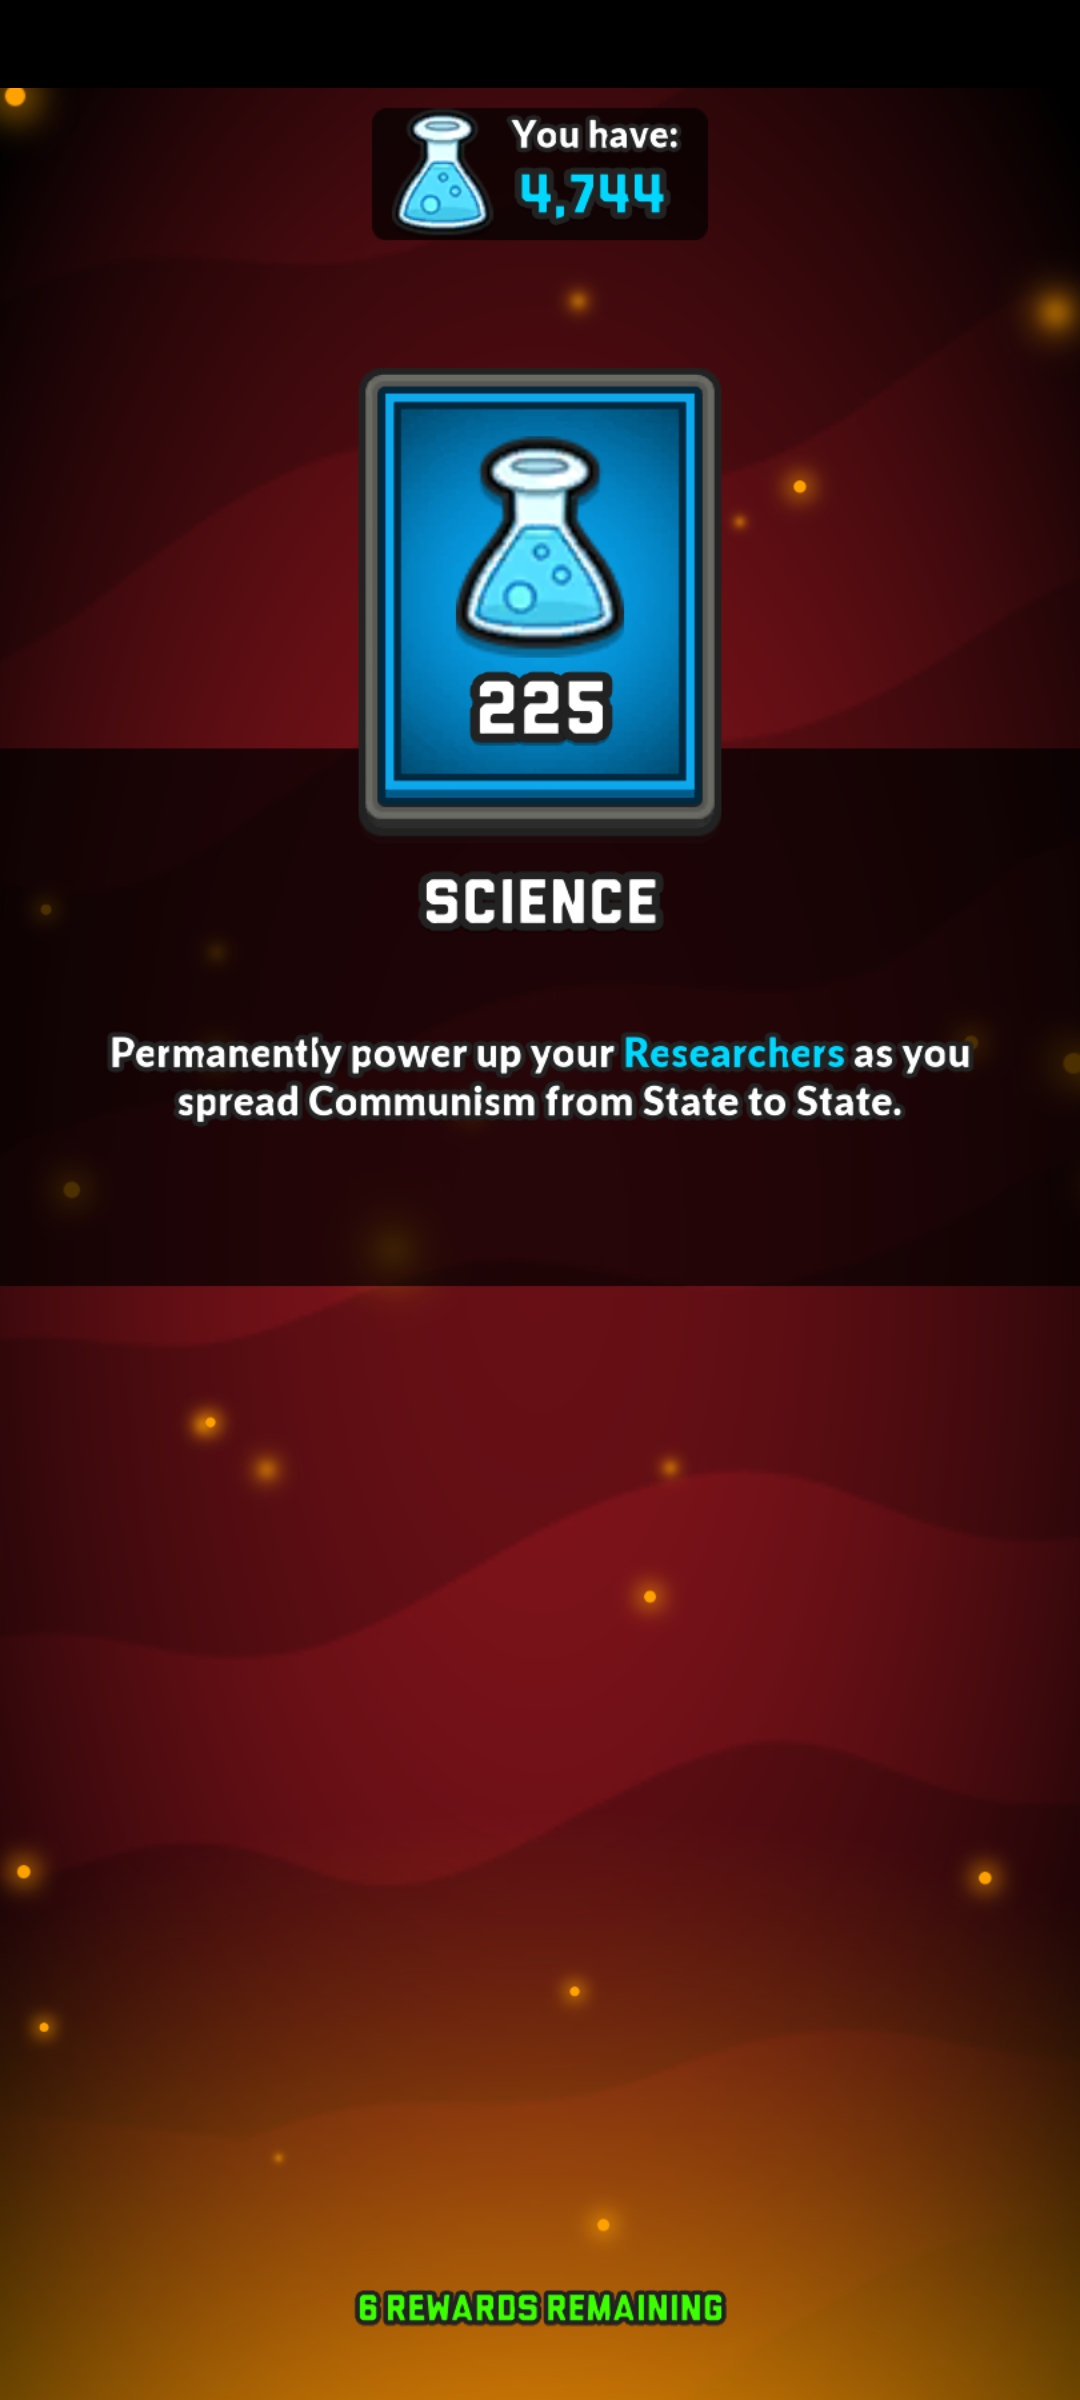 You have:
4,744
225
SCIENCE
Permanently power up your Researchers as you
spread Communism from State to State.
6 REWARDS REMAINING